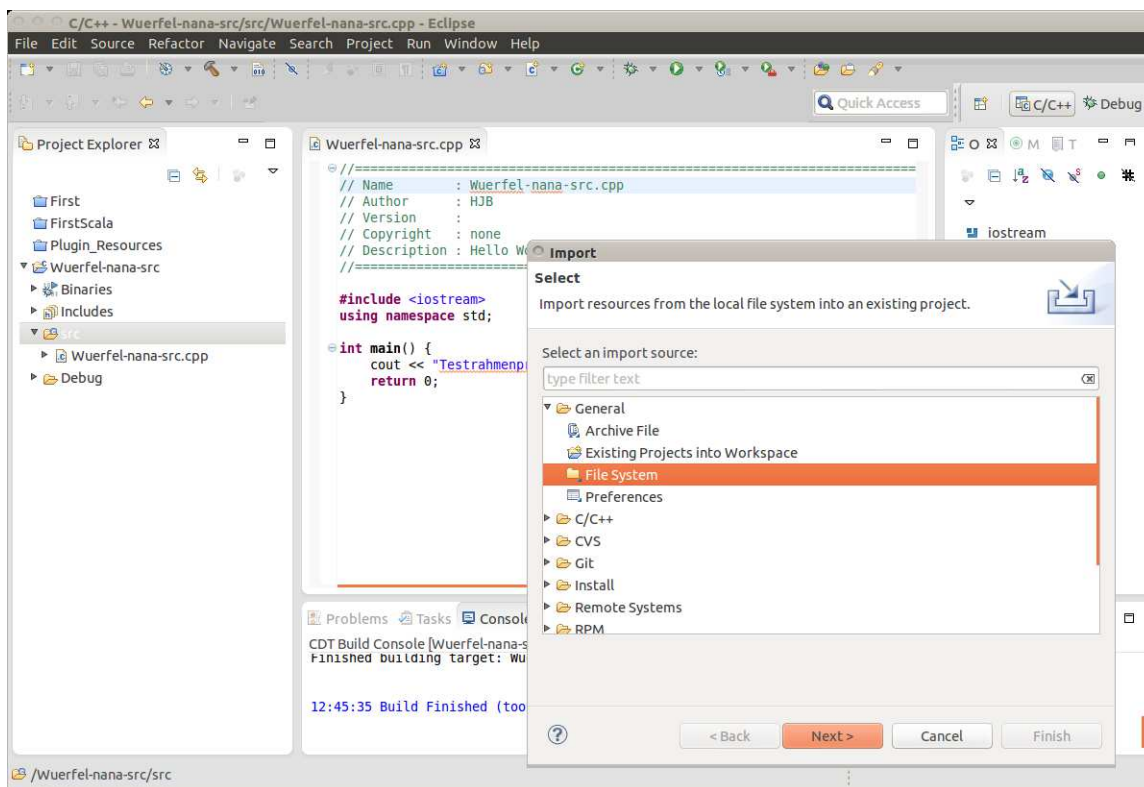 C/C++ - Wuerfel-nana-src/src/Wuerfel-nana-src.cpp - Eclipse
File Edit Source Refactor Navigate Search Project Run Window Help
Quick Access
C/C++
Debug
Project Explorer
First
FirstScala
Plugin_Resources
Wuerfel-nana-src
Binaries
Includes
src
Wuerfel-nana-src.cpp
Debug
Wuerfel-nana-src.cpp
//=====================================================================
// Name : Wuerfel-nana-src.cpp
// Author : HJB
// Version :
// Copyright : none
// Description : Hello Wo
//=====================
#include <iostream>
using namespace std;
int main() {
cout << "Testrahmenp
return 0;
}
O M T
iostream
Import
Select
Import resources from the local file system into an existing project.
Select an import source:
type filter text
General
Archive File
Existing Projects into Workspace
File System
Preferences
C/C++
CVS
Git
Install
Remote Systems
RPM
< Back Next > Cancel Finish
Problems Tasks Console
CDT Build Console [Wuerfel-nana-s
Finished building target: Wu
12:45:35 Build Finished (too
/Wuerfel-nana-src/src